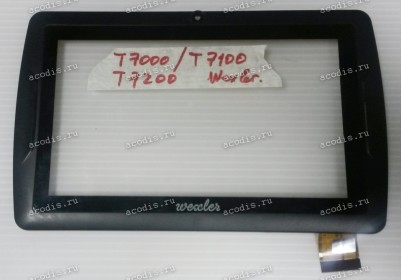 T7000/T7100
T7200 Wexler.
wexler
acodis.ru